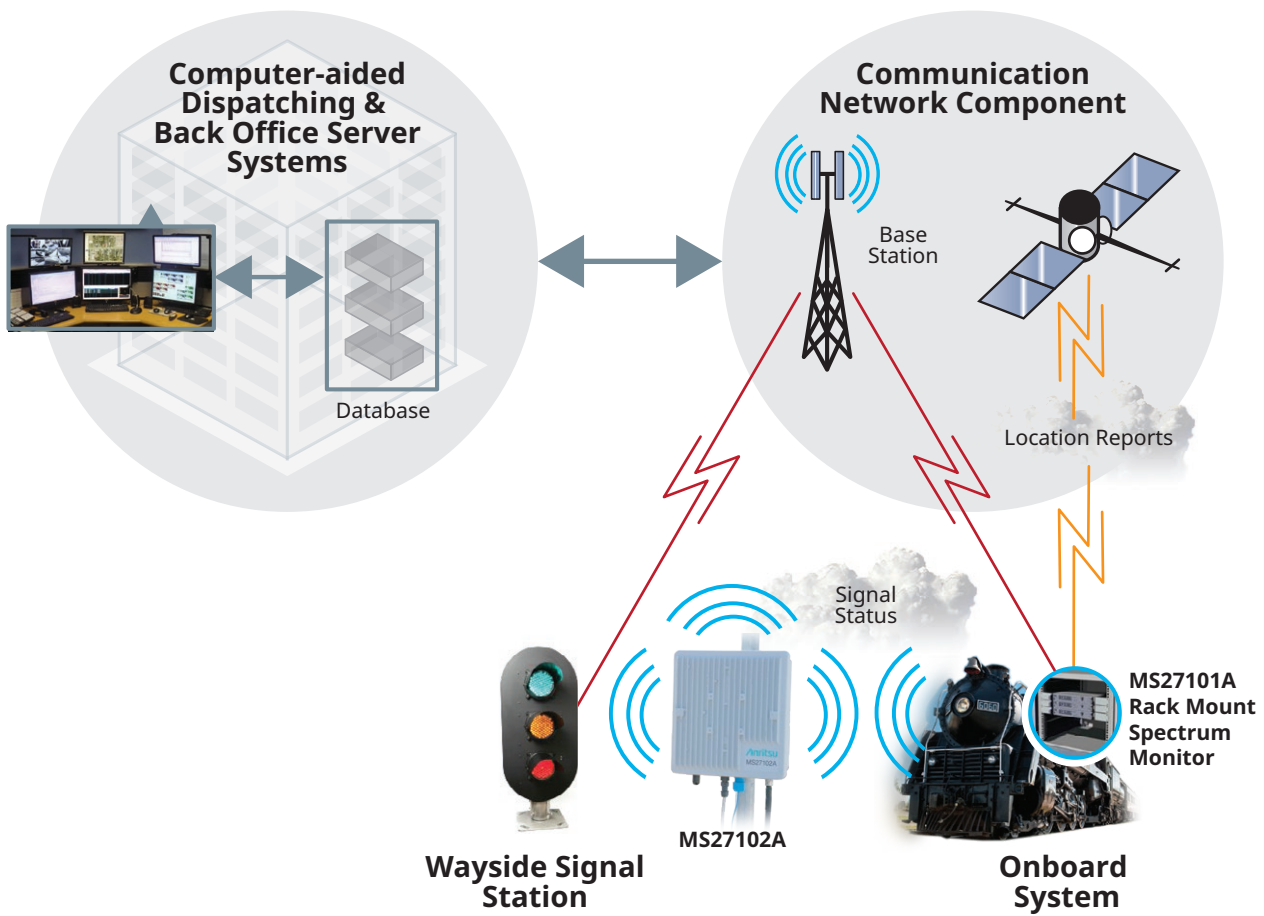 Computer-aided
Dispatching &
Back Office Server
Systems
Database
Communication
Network Component
Base
Station
Location Reports
Signal
Status
Anritsu
MS27102A
MS27102A
MS27101A
Rack Mount
Spectrum
Monitor
Wayside Signal
Station
Onboard
System